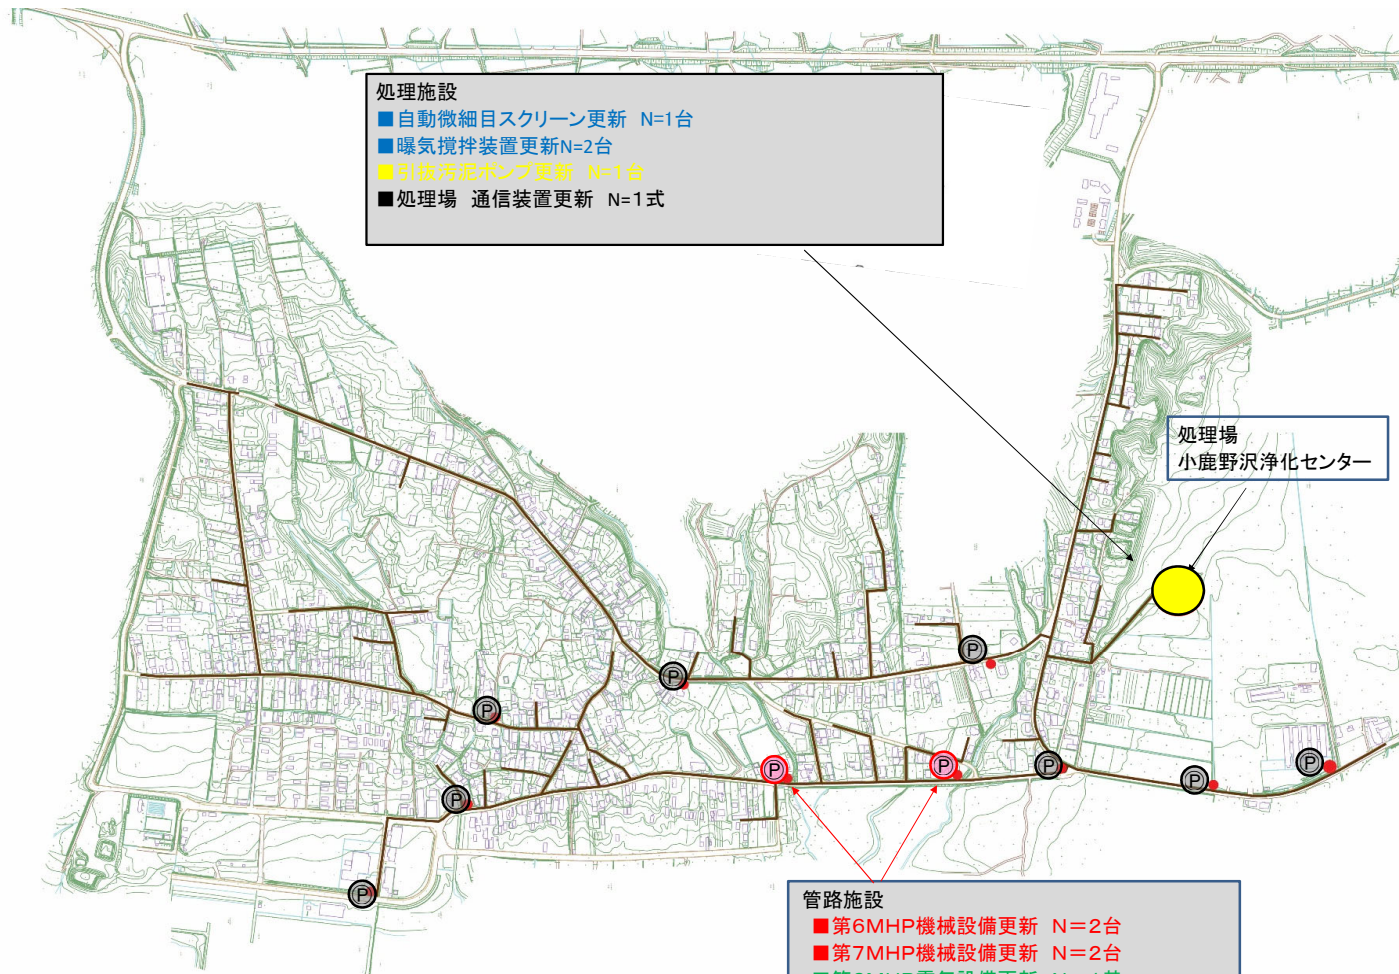 処理施設
■自動微細目スクリーン更新 N=1台
■曝気撹拌装置更新N=2台
■引抜汚泥ポンプ更新 N=1台
■処理場 通信装置更新 N=1式
処理場
小鹿野沢浄化センター
P
P
P
P
P
P
P
P
P
P
管路施設
■第6MHP機械設備更新 N=2台
■第7MHP機械設備更新 N=2台